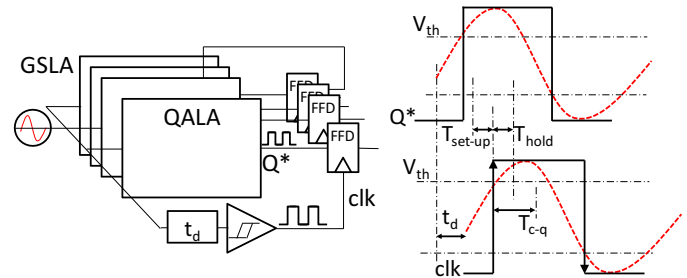 GSLA
QALA
FFD
FFD
FFD
FFD
Q*
clk
t_d
V_th
Q*
T_set-up
T_hold
V_th
t_d
T_c-q
clk